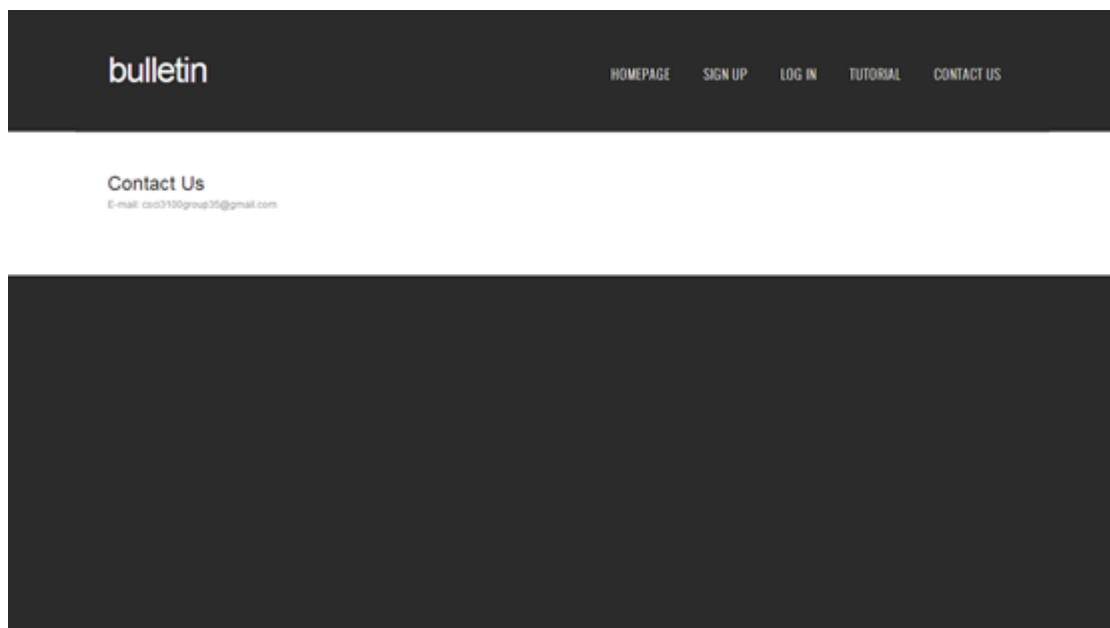 bulletin
HOMEPAGE SIGN UP LOG IN TUTORIAL CONTACT US
Contact Us
E-mail: csci3100group35@gmail.com